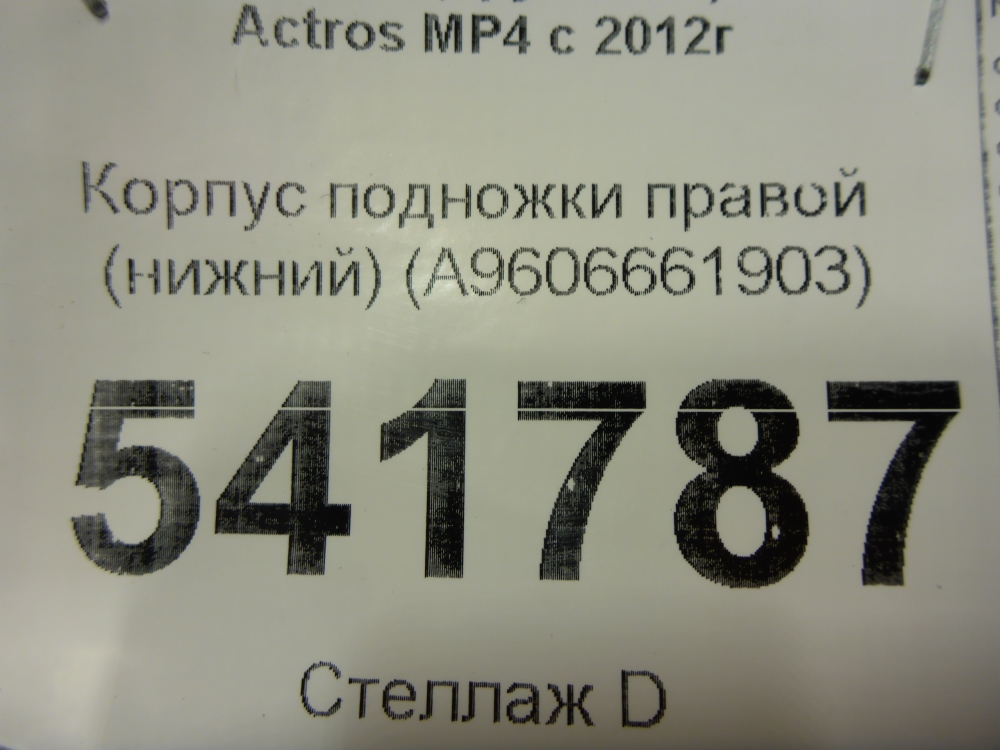 Actros MP4 с 2012г
Корпус подножки правой
(нижний) (A9606661903)
541787
Стеллаж D